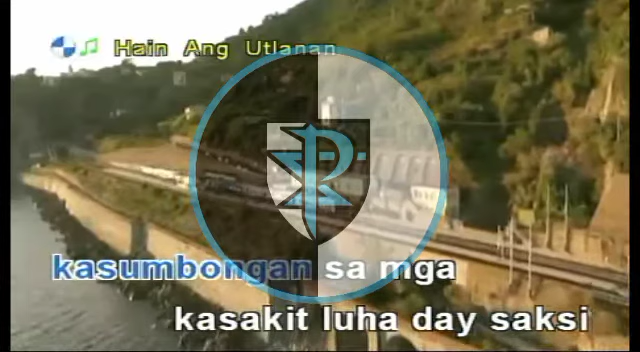 Hain Ang Utlanan
kasumbongan sa mga
kasakit luha day saksi